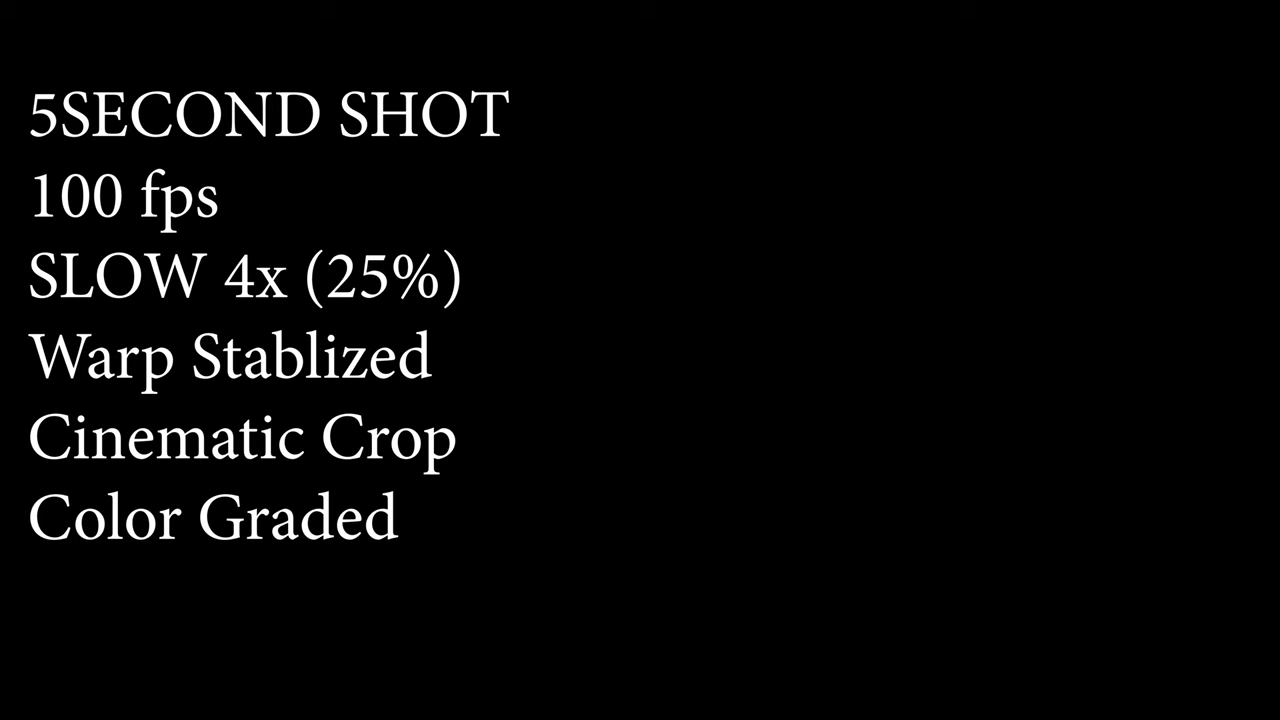 5SECOND SHOT
100 fps
SLOW 4x (25%)
Warp Stablized
Cinematic Crop
Color Graded